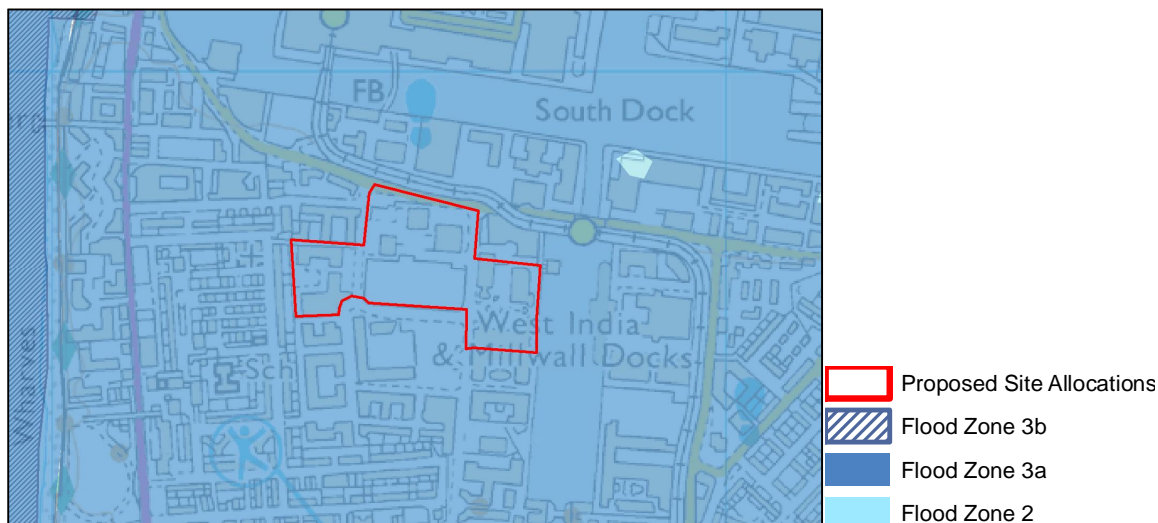 FB
South Dock
West India
& Millwall Docks
Sch
Wharves
Proposed Site Allocations
Flood Zone 3b
Flood Zone 3a
Flood Zone 2